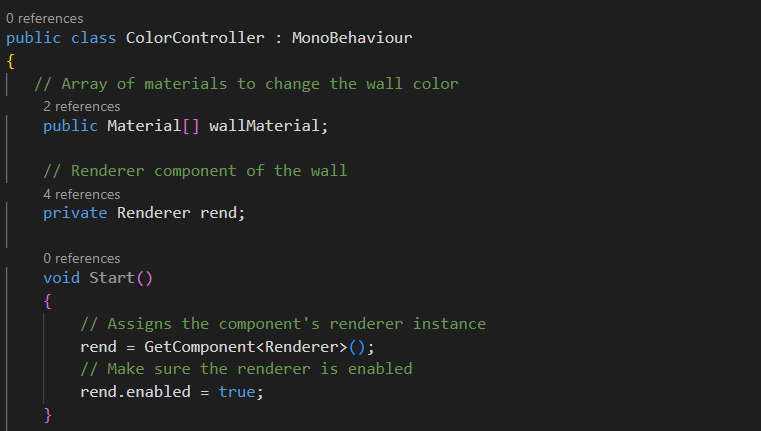 0 references
public class ColorController : MonoBehaviour
{
// Array of materials to change the wall color
2 references
public Material[] wallMaterial;
// Renderer component of the wall
4 references
private Renderer rend;
0 references
void Start()
{
// Assigns the component's renderer instance
rend = GetComponent<Renderer>();
// Make sure the renderer is enabled
rend.enabled = true;
}